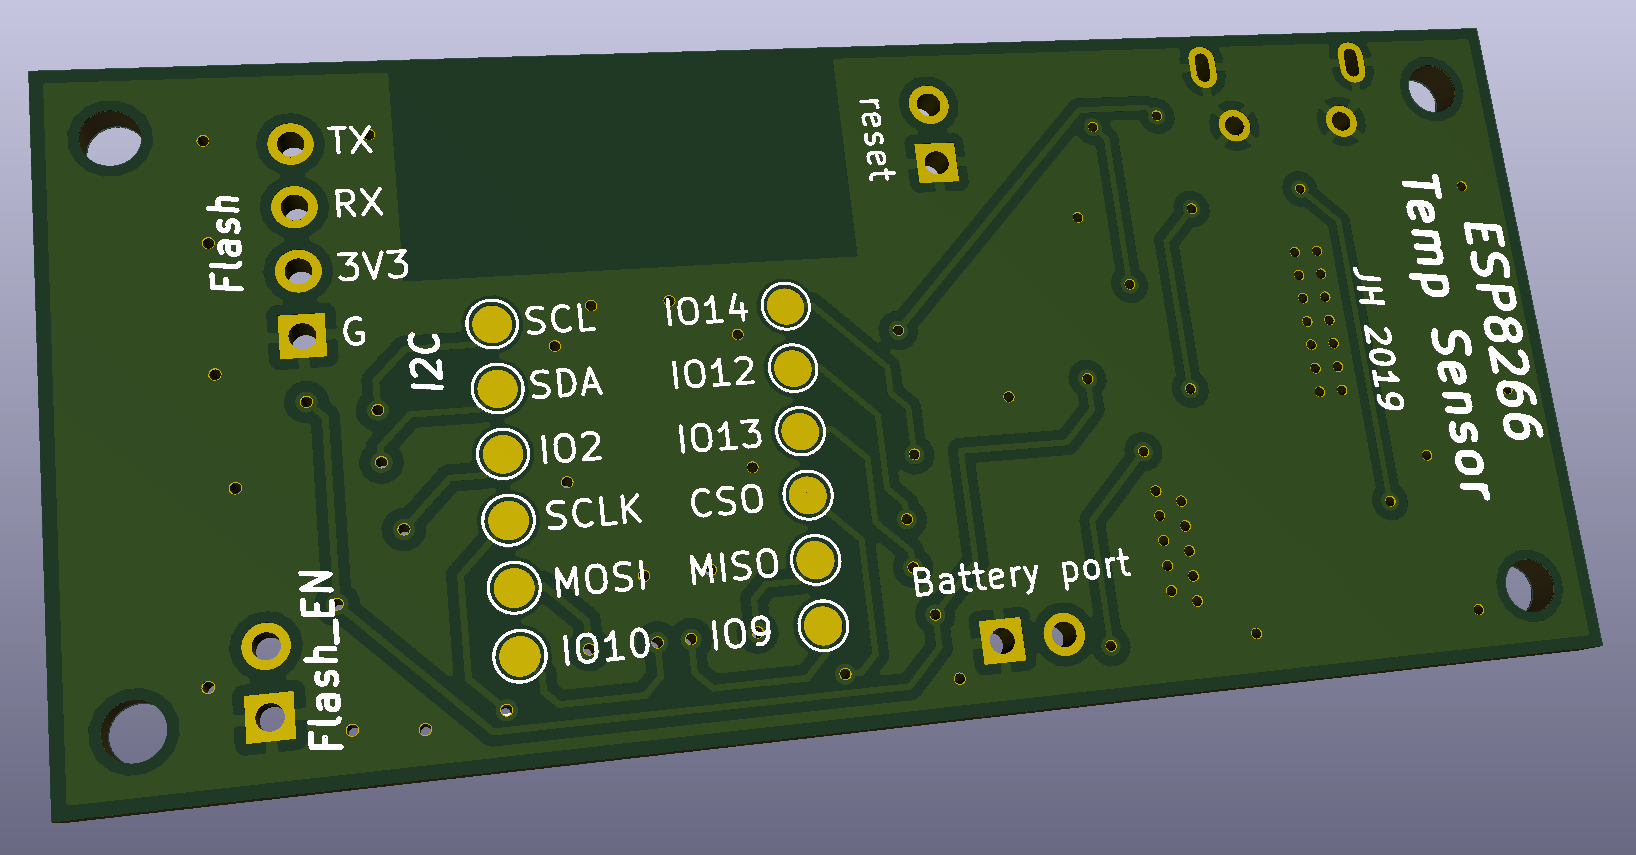 TX
RX
3V3
G
Flash
Flash_EN
I2C
SCL
SDA
IO2
SCLK
MOSI
IO10
IO14
IO12
IO13
CSO
MISO
IO9
reset
Battery port
ESP8266
Temp Sensor
JH 2019